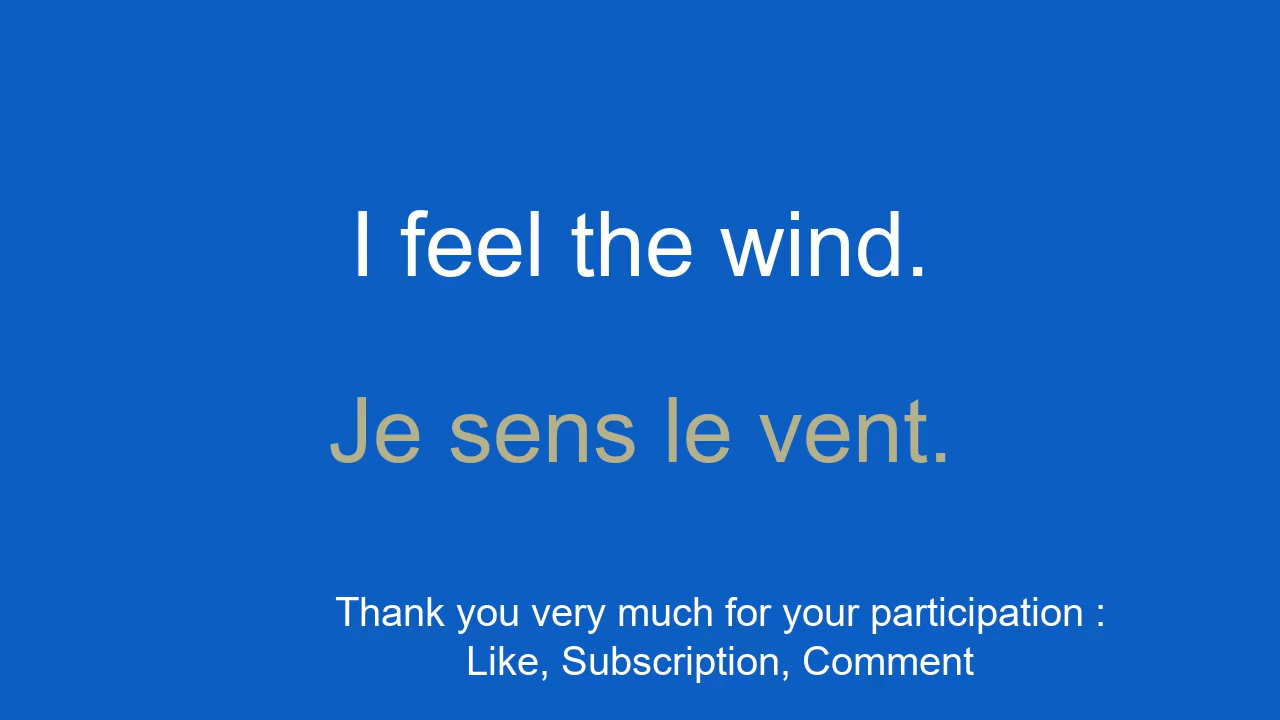 I feel the wind.
Je sens le vent.
Thank you very much for your participation :
Like, Subscription, Comment